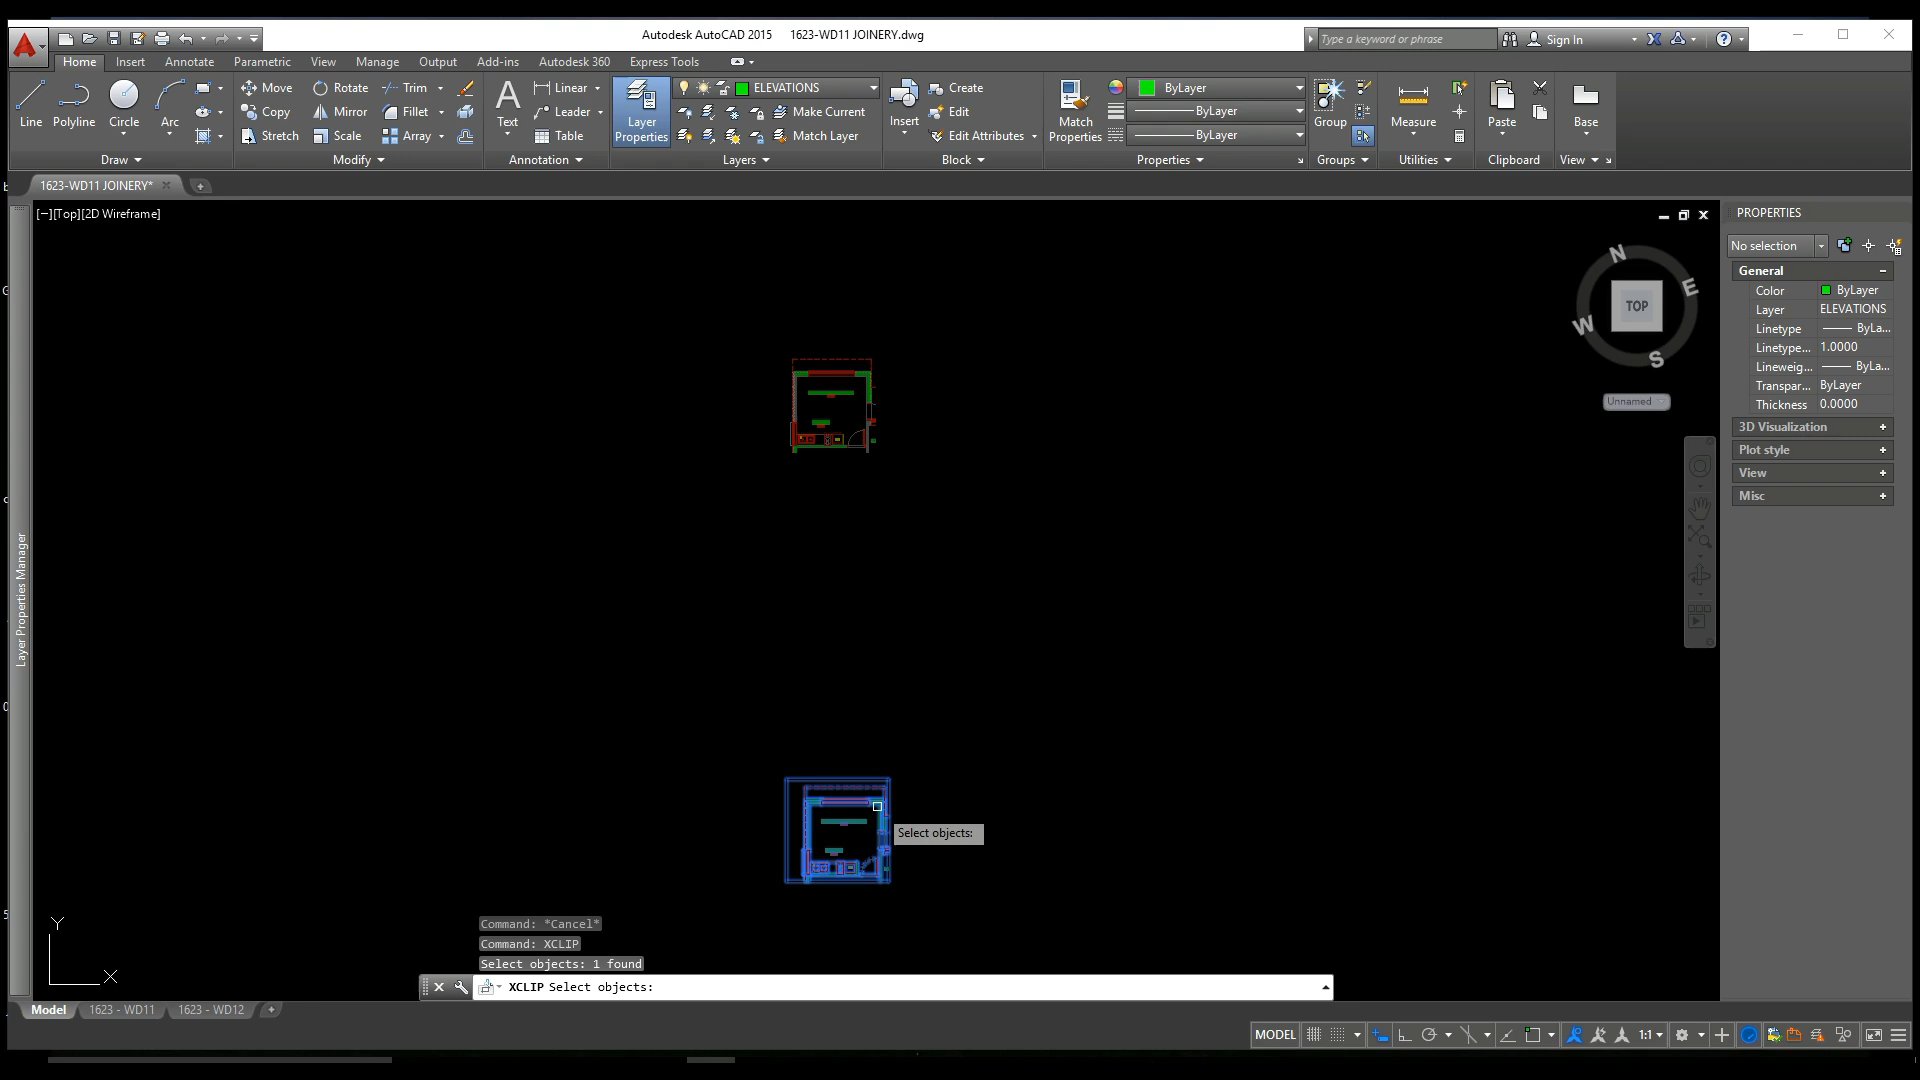 Autodesk AutoCAD 2015 1623-WD11 JOINERY.dwg
Type a keyword or phrase
Sign In
Home Insert Annotate Parametric View Manage Output Add-ins Autodesk 360 Express Tools
Line Polyline Circle Arc
Move Rotate Trim
Copy Mirror Fillet
Stretch Scale Array
Text Linear
Leader
Table
Layer
Properties
ELEVATIONS
Make Current
Match Layer
Insert Create
Edit
Edit Attributes
Match
Properties
ByLayer
ByLayer
ByLayer
Group Measure Paste Base
Draw Modify Annotation Layers Block Properties Groups Utilities Clipboard View
1623-WD11 JOINERY*
[−][Top][2D Wireframe]
Layer Properties Manager
N
E
W
S
TOP
Unnamed
PROPERTIES
No selection
General
Color ByLayer
Layer ELEVATIONS
Linetype ByLa...
Linetype... 1.0000
Lineweig... ByLa...
Transpar... ByLayer
Thickness 0.0000
3D Visualization
Plot style
View
Misc
Select objects:
Y
X
Command: *Cancel*
Command: XCLIP
Select objects: 1 found
XCLIP Select objects:
Model 1623 - WD11 1623 - WD12
MODEL 1:1